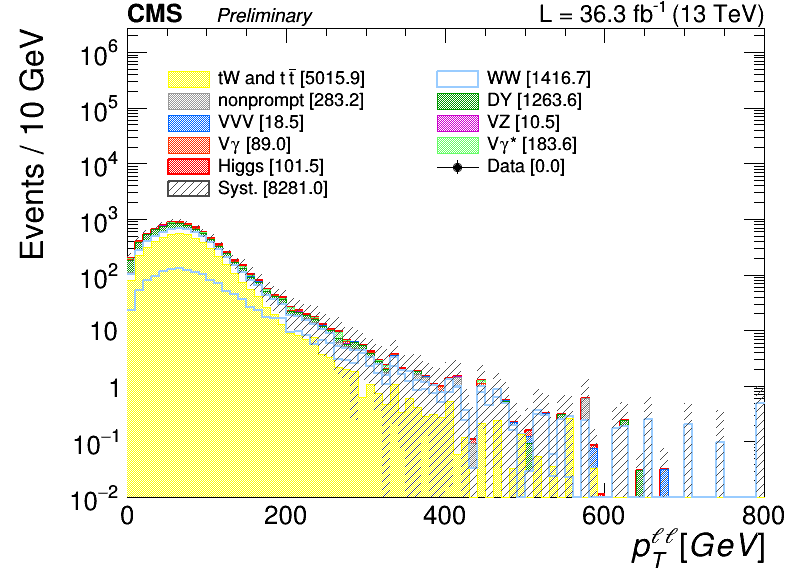 CMS Preliminary L = 36.3 fb⁻¹ (13 TeV)
Events / 10 GeV
10⁶
10⁵
10⁴
10³
10²
10
1
10⁻¹
10⁻²
tW and tt̄ [5015.9]
nonprompt [283.2]
VVV [18.5]
Vγ [89.0]
Higgs [101.5]
Syst. [8281.0]
WW [1416.7]
DY [1263.6]
VZ [10.5]
Vγ* [183.6]
Data [0.0]
0 200 400 600 800
p_T^ℓℓ [GeV]